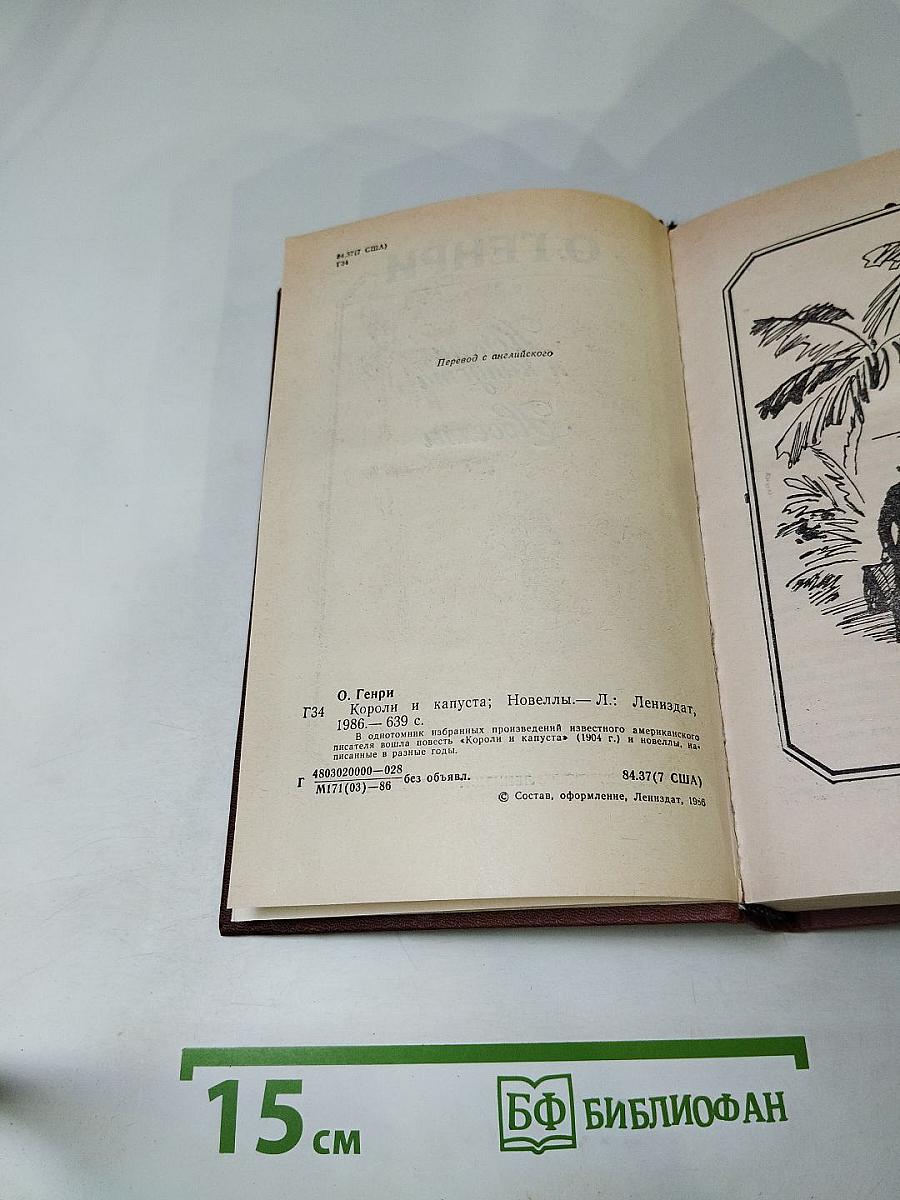 84.37(7 США)
Г34
О. ГЕНРИ
Перевод с английского
О. Генри
Г34 Короли и капуста; Новеллы.— Л.: Лениздат,
1986.— 639 с.
В однотомник избранных произведений известного американского
писателя вошла повесть «Короли и капуста» (1904 г.) и новеллы, на-
писанные в разные годы.
Г 4803020000—028 без объявл. 84.37(7 США)
М171(03)—86
© Состав, оформление, Лениздат, 1986
15 см
БФ БИБЛИОФАН